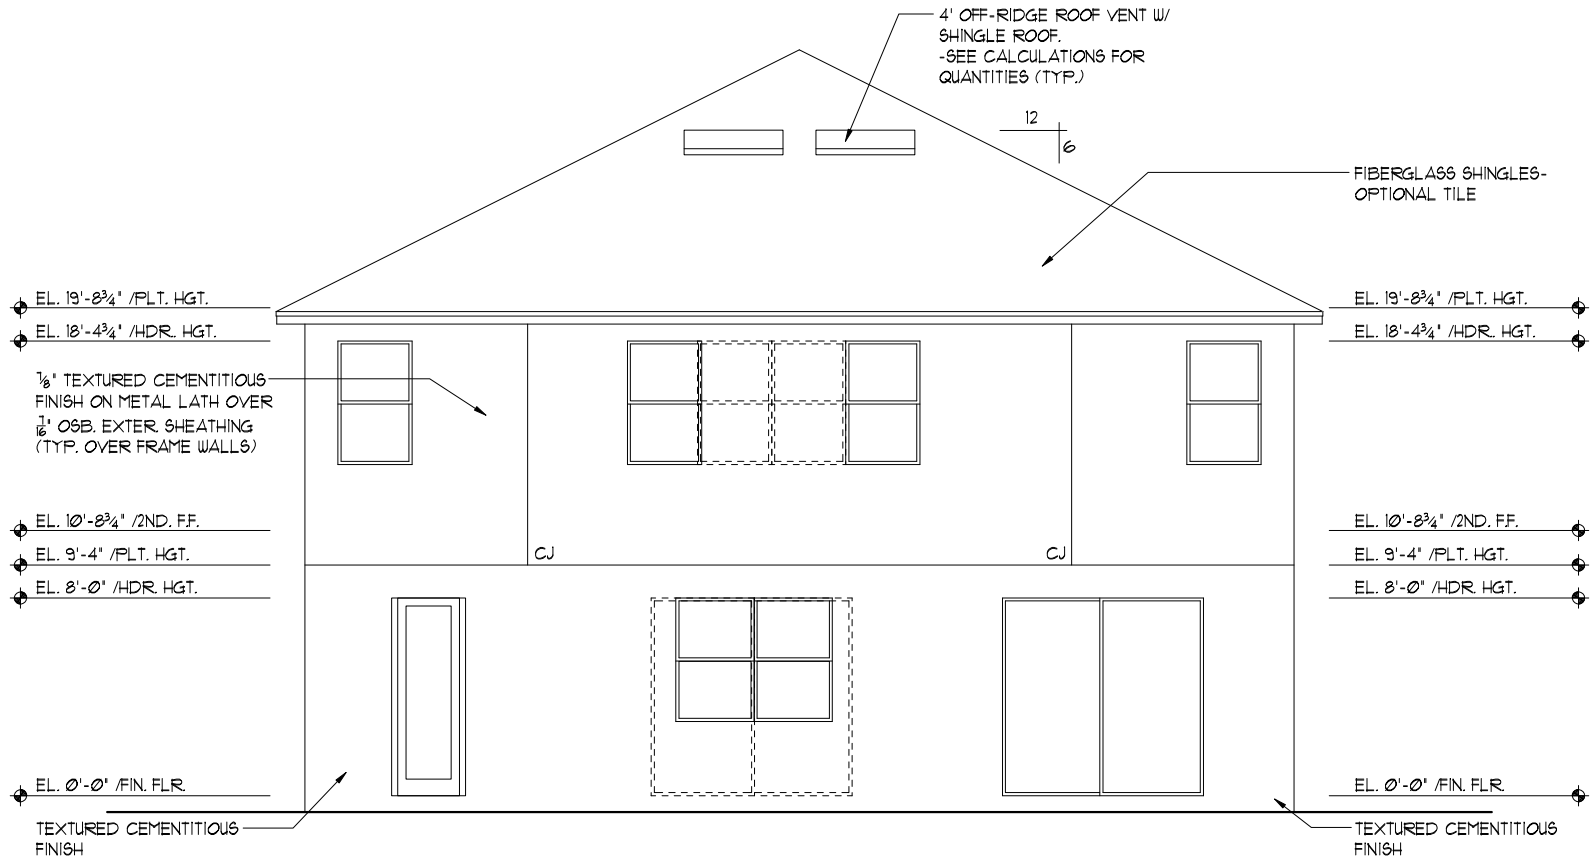 4' OFF-RIDGE ROOF VENT W/
SHINGLE ROOF.
-SEE CALCULATIONS FOR
QUANTITIES (TYP.)
12
6
FIBERGLASS SHINGLES-
OPTIONAL TILE
EL. 19'-8¾" /PLT. HGT.
EL. 18'-4¾" /HDR. HGT.
EL. 19'-8¾" /PLT. HGT.
EL. 18'-4¾" /HDR. HGT.
⅞" TEXTURED CEMENTITIOUS
FINISH ON METAL LATH OVER
7/16" OSB. EXTER. SHEATHING
(TYP. OVER FRAME WALLS)
EL. 10'-8¾" /2ND. F.F.
EL. 9'-4" /PLT. HGT.
EL. 8'-0" /HDR. HGT.
CJ
CJ
EL. 10'-8¾" /2ND. F.F.
EL. 9'-4" /PLT. HGT.
EL. 8'-0" /HDR. HGT.
EL. 0'-0" /FIN. FLR.
EL. 0'-0" /FIN. FLR.
TEXTURED CEMENTITIOUS
FINISH
TEXTURED CEMENTITIOUS
FINISH